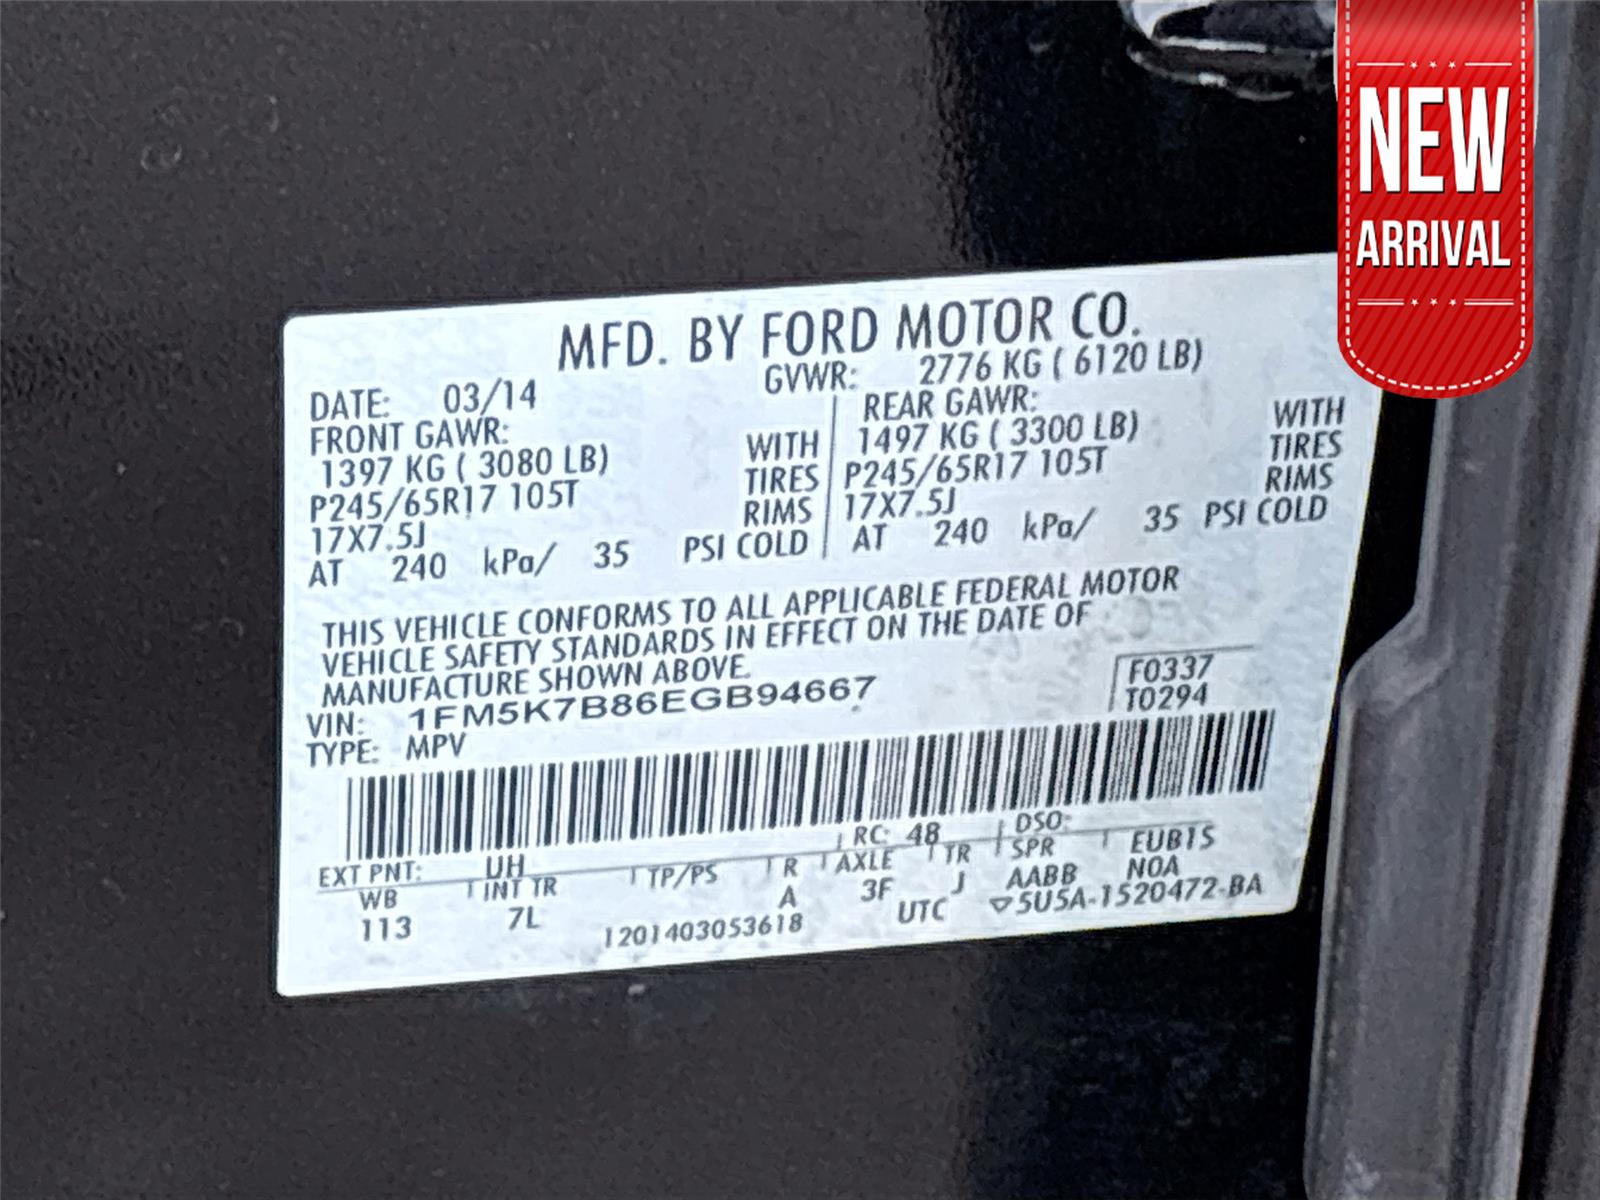 NEW
ARRIVAL
MFD. BY FORD MOTOR CO.
DATE: 03/14
GVWR: 2776 KG ( 6120 LB)
FRONT GAWR:
1397 KG ( 3080 LB) WITH
P245/65R17 105T TIRES
17X7.5J RIMS
AT 240 kPa/ 35 PSI COLD
REAR GAWR: WITH
1497 KG ( 3300 LB) TIRES
P245/65R17 105T RIMS
17X7.5J
AT 240 kPa/ 35 PSI COLD
THIS VEHICLE CONFORMS TO ALL APPLICABLE FEDERAL MOTOR
VEHICLE SAFETY STANDARDS IN EFFECT ON THE DATE OF
MANUFACTURE SHOWN ABOVE.
VIN: 1FM5K7B86EGB94667
TYPE: MPV
F0337
T0294
EXT PNT: UH RC: 48 DSO:
WB INT TR TP/PS R AXLE TR SPR EUBTS
113 7L A 3F J AABB NOA
1201403053618 UTC ▽5U5A-1520472-BA